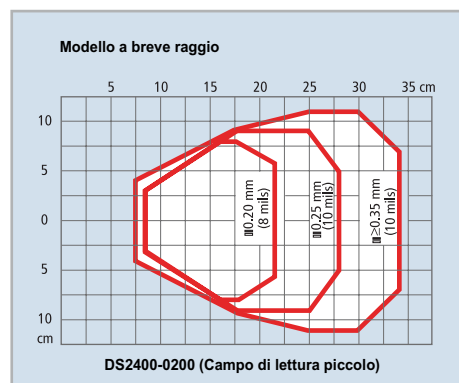 Modello a breve raggio
5 10 15 20 25 30 35 cm
10
5
0
5
10
cm
0.20 mm
(8 mils)
0.25 mm
(10 mils)
≥0.35 mm
(10 mils)
DS2400-0200 (Campo di lettura piccolo)